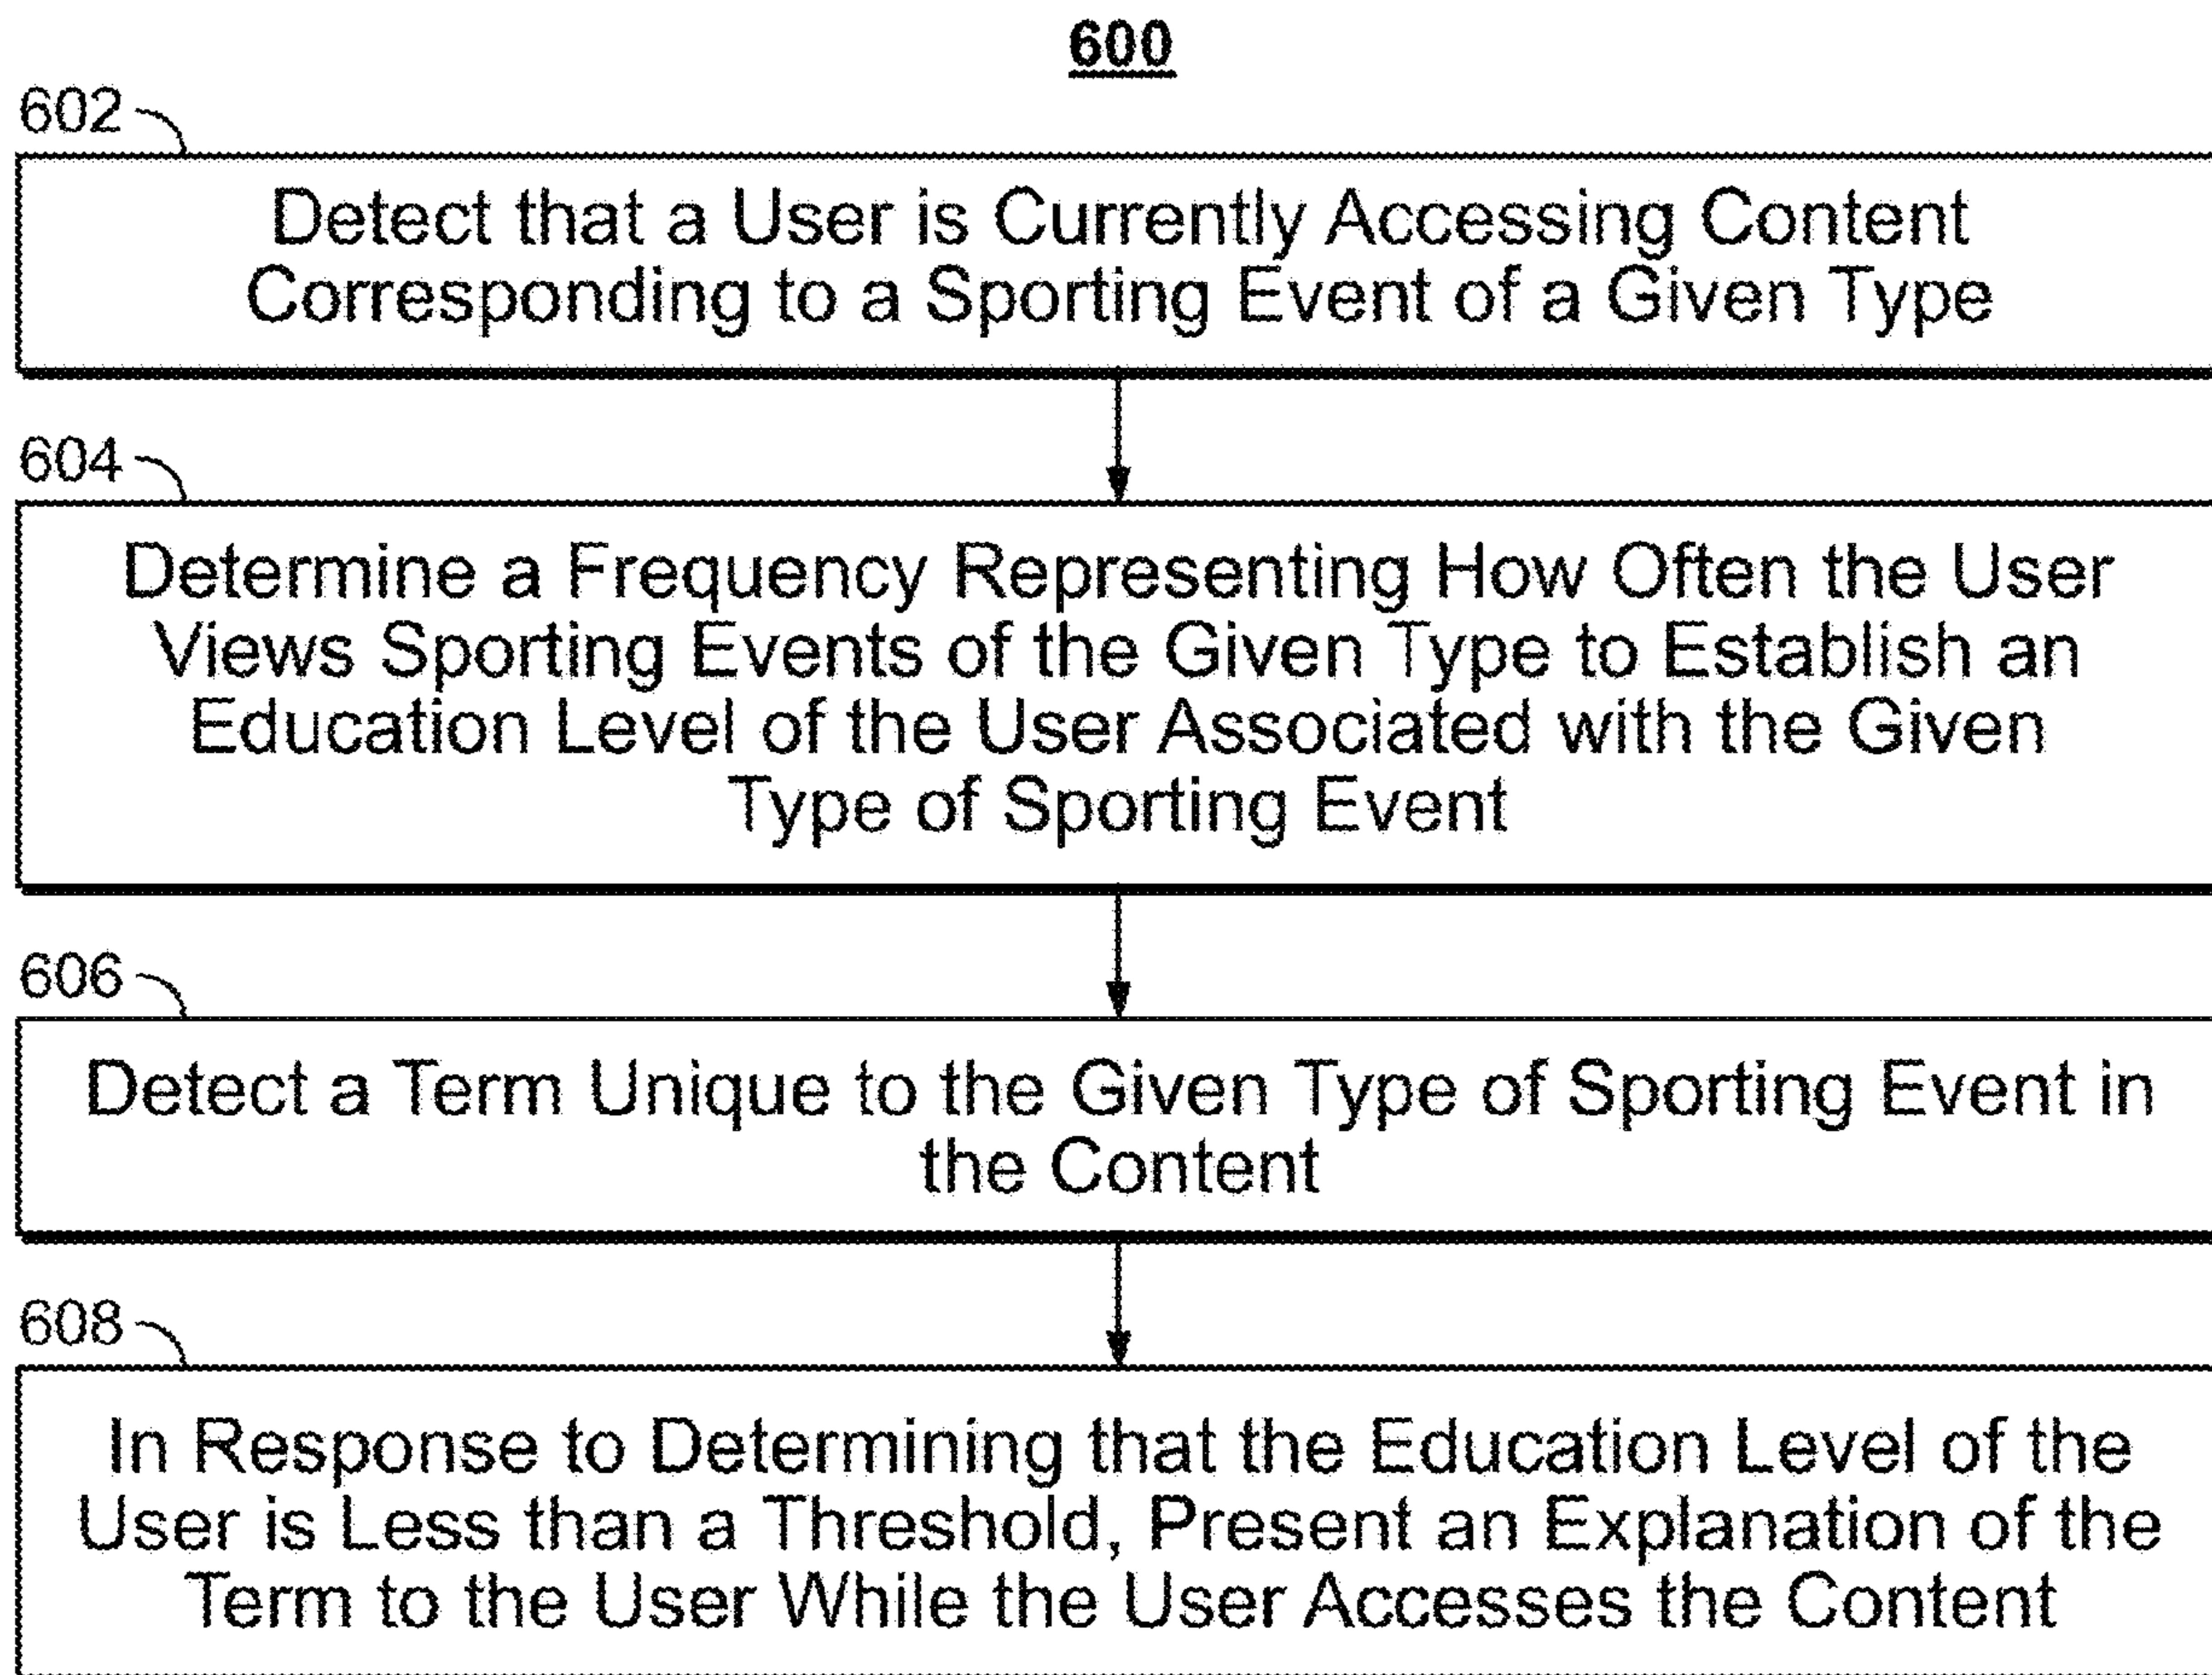 600
602
Detect that a User is Currently Accessing Content
Corresponding to a Sporting Event of a Given Type
604
Determine a Frequency Representing How Often the User
Views Sporting Events of the Given Type to Establish an
Education Level of the User Associated with the Given
Type of Sporting Event
606
Detect a Term Unique to the Given Type of Sporting Event in
the Content
608
In Response to Determining that the Education Level of the
User is Less than a Threshold, Present an Explanation of the
Term to the User While the User Accesses the Content